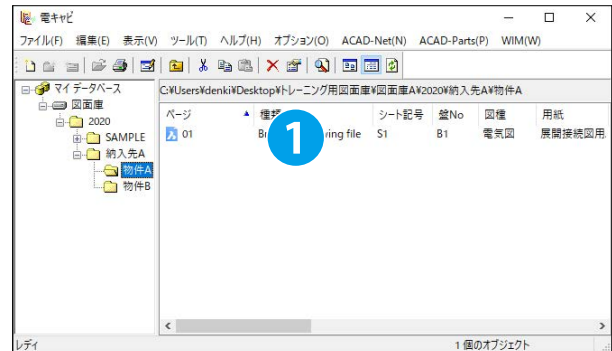 電キャビ
ファイル(F) 編集(E) 表示(V) ツール(T) ヘルプ(H) オプション(O) ACAD-Net(N) ACAD-Parts(P) WIM(W)
マイ データベース
図面庫
2020
SAMPLE
納入先A
物件A
物件B
C:¥Users¥denki¥Desktop¥トレーニング用図面庫¥図面庫A¥2020¥納入先A¥物件A
ページ 種類 シート記号 盤No 図種 用紙
01 ing file S1 B1 電気図 展開接続図用
1
レディ 1 個のオブジェクト